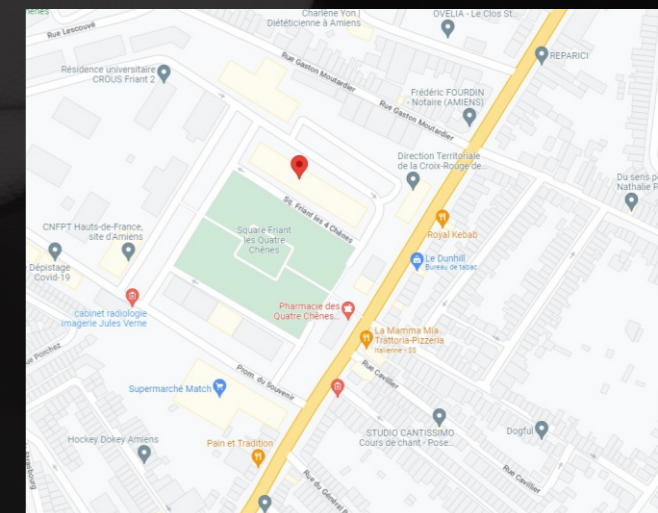 Charlène Yon |
Diététicienne à Amiens
OVELIA - Le Clos St...
Rue Lescouvé
REPARICI
Rue Gaston Moutardier
Résidence universitaire
CROUS Friant 2
Frédéric FOURDIN
- Notaire (AMIENS)
Rue Gaston Moutardier
Direction Territoriale
de la Croix-Rouge de...
Du sens p
Nathalie P
Sq. Friant les 4 Chênes
Royal Kebab
CNFPT Hauts-de-France,
site d'Amiens
Square Friant
les Quatre
Chênes
Le Dunhill
Bureau de tabac
Dépistage
Covid-19
Pharmacie des
Quatre Chênes...
cabinet radiologie
Imagerie Jules Verne
La Mamma Mia
Trattoria-Pizzeria
Italienne • $$
Porchez
Prom. du Souvenir
Rue Cavillier
Supermarché Match
STUDIO CANTISSIMO
Cours de chant - Pose...
Dogful
Hockey Dokey Amiens
Pain et Tradition
Rue Cavillier
Strasbourg
Rue du Général